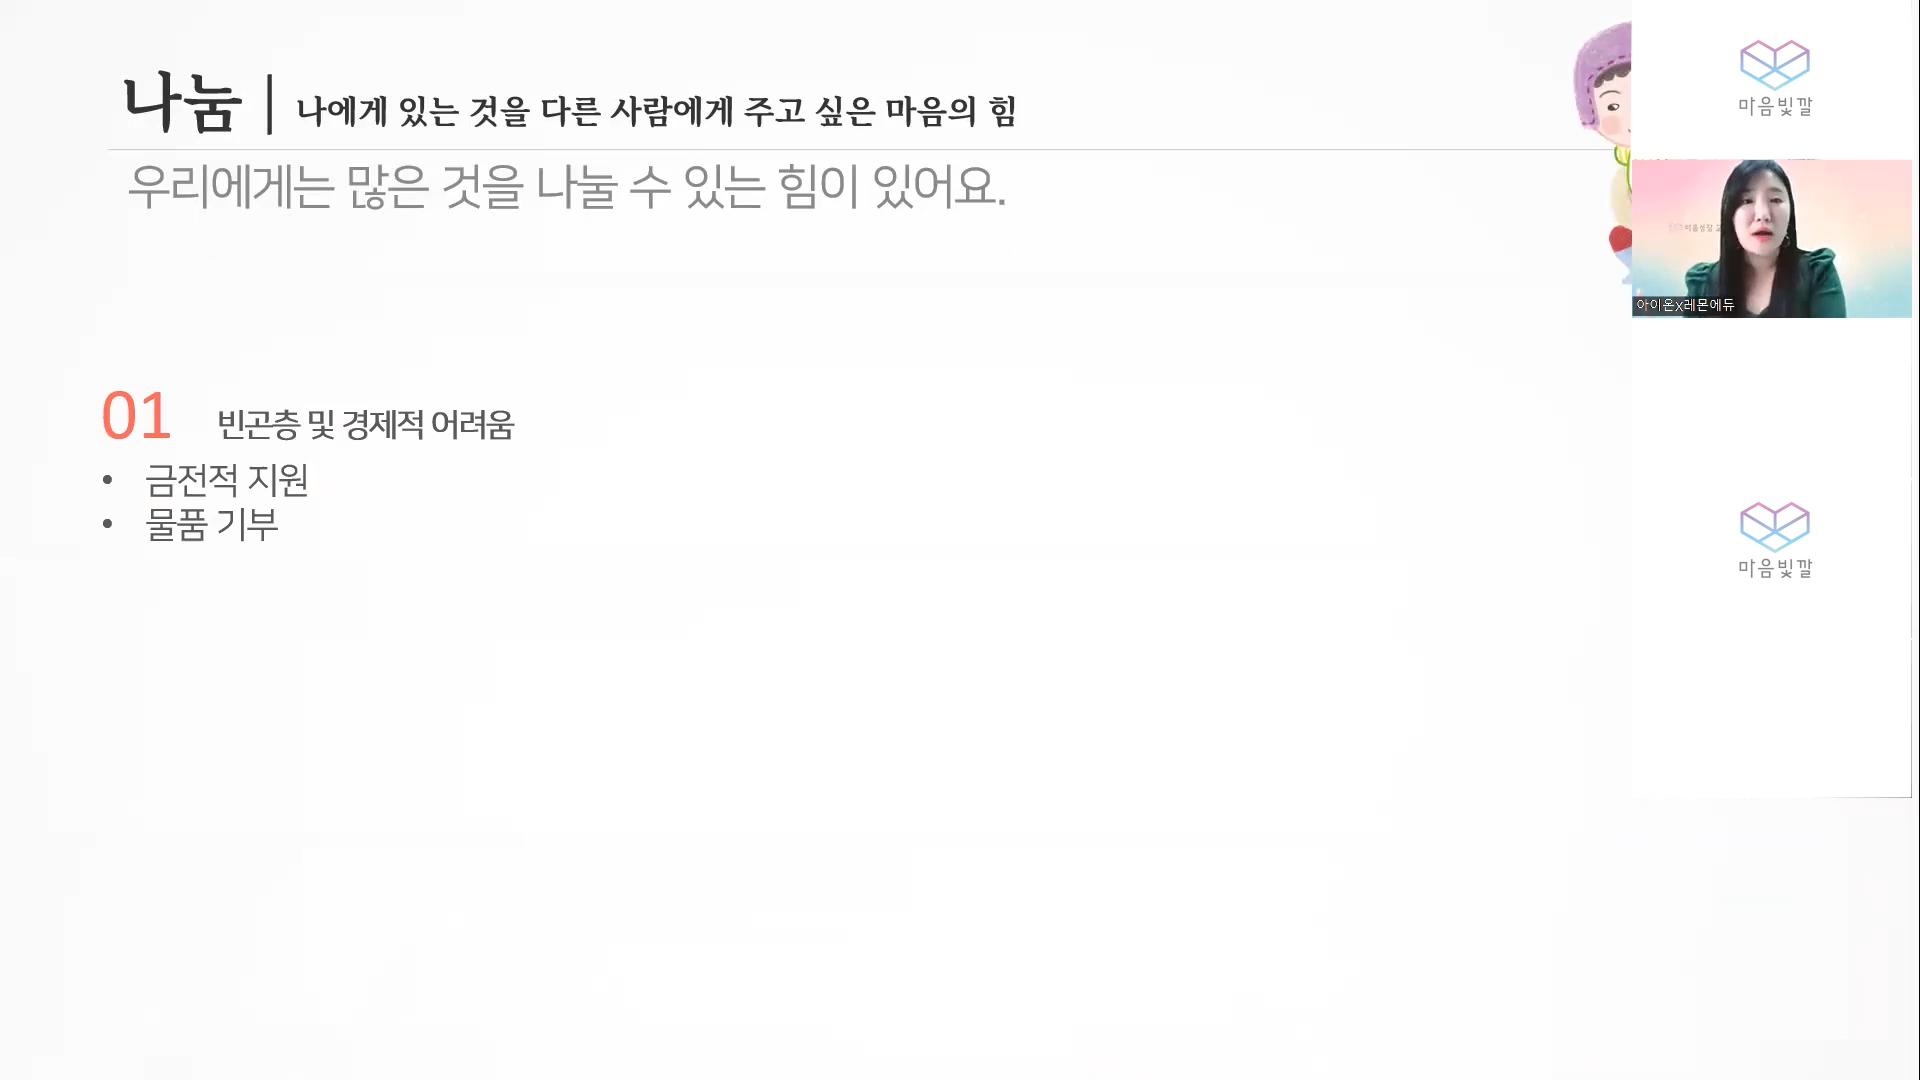 나눔 | 나에게 있는 것을 다른 사람에게 주고 싶은 마음의 힘
우리에게는 많은 것을 나눌 수 있는 힘이 있어요.
01 빈곤층 및 경제적 어려움
• 금전적 지원
• 물품 기부
마음빛깔
아이온x레몬에듀
마음빛깔